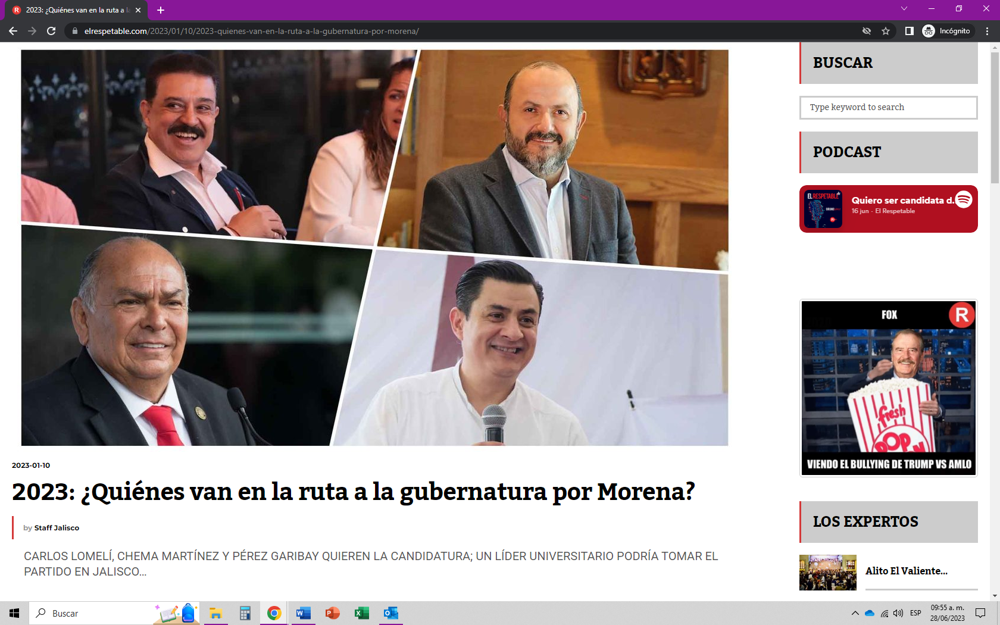 2023: ¿Quiénes van en la ruta a la
elrespetable.com/2023/01/10/2023-quienes-van-en-la-ruta-a-la-gubernatura-por-morena/
Incógnito
BUSCAR
Type keyword to search
PODCAST
EL RESPETABLE
Quiero ser candidata d...
16 jun · El Respetable
FOX
R
fresh
POP
VIENDO EL BULLYING DE TRUMP VS AMLO
2023-01-10
2023: ¿Quiénes van en la ruta a la gubernatura por Morena?
by Staff Jalisco
CARLOS LOMELÍ, CHEMA MARTÍNEZ Y PÉREZ GARIBAY QUIEREN LA CANDIDATURA; UN LÍDER UNIVERSITARIO PODRÍA TOMAR EL
PARTIDO EN JALISCO...
LOS EXPERTOS
Alito El Valiente...
Buscar
ESP
09:55 a. m.
28/06/2023